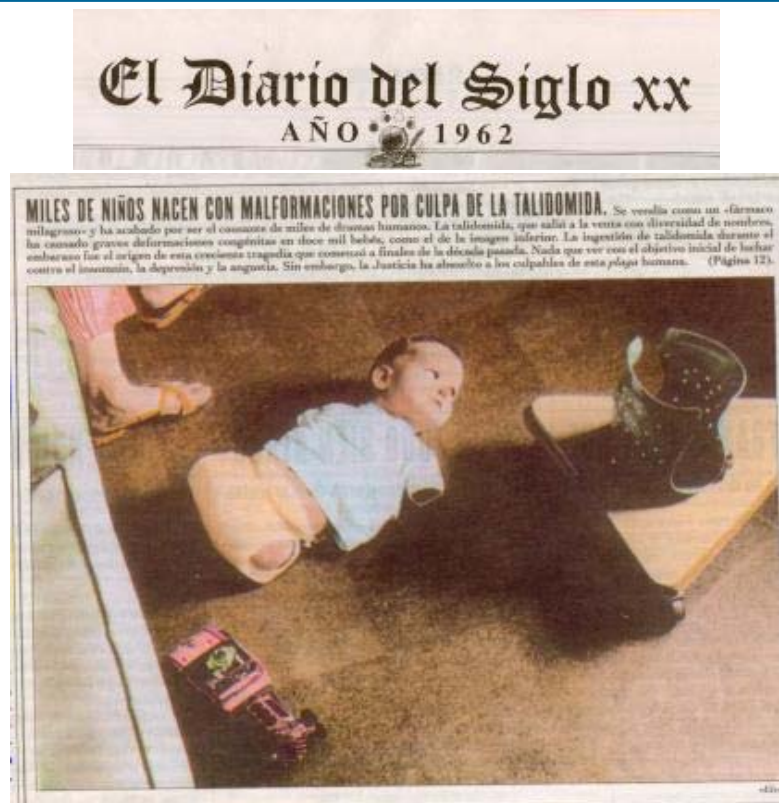 El Diario del Siglo XX
AÑO 1962
MILES DE NIÑOS NACEN CON MALFORMACIONES POR CULPA DE LA TALIDOMIDA. Se vendía como un «fármaco
milagroso» y ha acabado por ser el causante de miles de dramas humanos. La talidomida, que salió a la venta con diversidad de nombres,
ha causado graves deformaciones congénitas en doce mil bebés, como el de la imagen inferior. La ingestión de talidomida durante el
embarazo fue el origen de esta creciente tragedia que comenzó a finales de la década pasada. Nada que ver con el objetivo inicial de luchar
contra el insomnio, la depresión y la angustia. Sin embargo, la Justicia ha absuelto a los culpables de esta plaga humana. (Página 12).